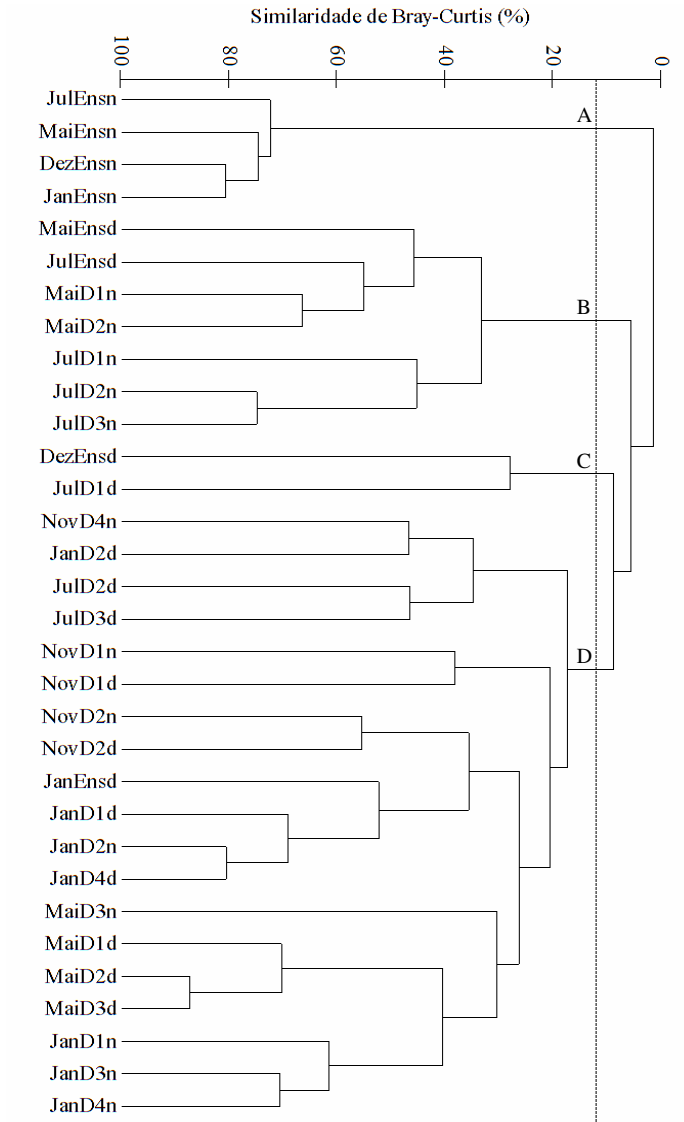 Similaridade de Bray-Curtis (%)
100 80 60 40 20 0
JulEnsn
A
MaiEnsn
DezEnsn
JanEnsn
MaiEnsd
JulEnsd
MaiD1n
B
MaiD2n
JulD1n
JulD2n
JulD3n
DezEnsd
C
JulD1d
NovD4n
JanD2d
JulD2d
JulD3d
NovD1n
D
NovD1d
NovD2n
NovD2d
JanEnsd
JanD1d
JanD2n
JanD4d
MaiD3n
MaiD1d
MaiD2d
MaiD3d
JanD1n
JanD3n
JanD4n